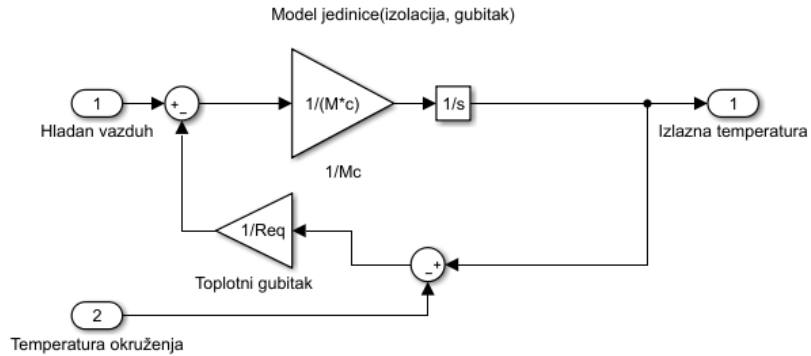 Model jedinice(izolacija, gubitak)
1
Hladan vazduh
+
−
1/(M*c)
1/Mc
1/s
1
Izlazna temperatura
1/Req
Toplotni gubitak
+
−
2
Temperatura okruženja